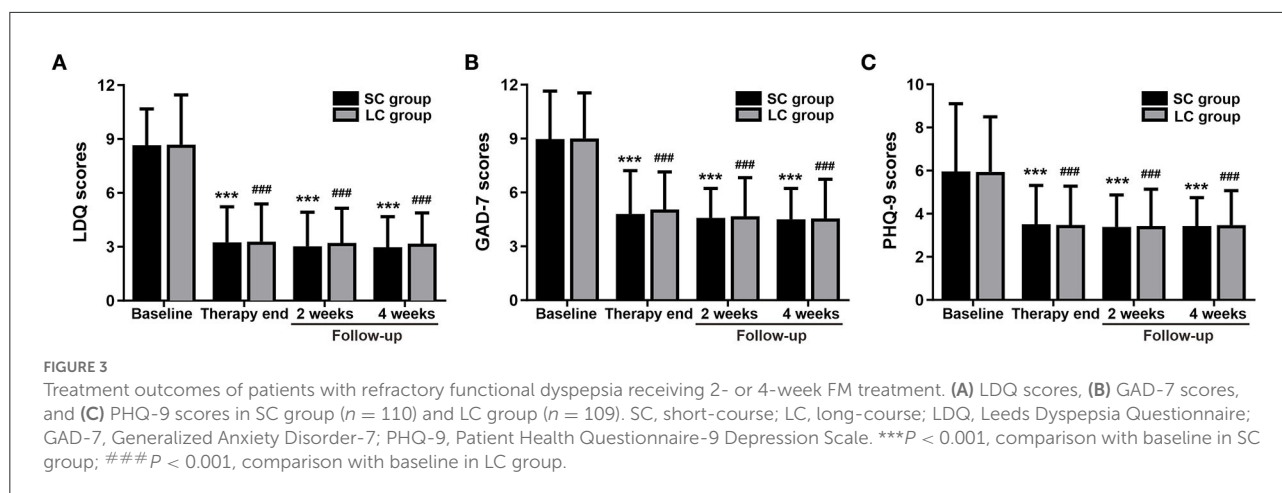 A
LDQ scores
12
9
6
3
0
SC group
LC group
*** ###
*** ###
*** ###
Baseline Therapy end 2 weeks 4 weeks
Follow-up
B
GAD-7 scores
12
9
6
3
0
SC group
LC group
*** ###
*** ###
*** ###
Baseline Therapy end 2 weeks 4 weeks
Follow-up
C
PHQ-9 scores
10
8
6
4
2
0
SC group
LC group
*** ###
*** ###
*** ###
Baseline Therapy end 2 weeks 4 weeks
Follow-up
FIGURE 3
Treatment outcomes of patients with refractory functional dyspepsia receiving 2- or 4-week FM treatment. (A) LDQ scores, (B) GAD-7 scores,
and (C) PHQ-9 scores in SC group (n = 110) and LC group (n = 109). SC, short-course; LC, long-course; LDQ, Leeds Dyspepsia Questionnaire;
GAD-7, Generalized Anxiety Disorder-7; PHQ-9, Patient Health Questionnaire-9 Depression Scale. ***P < 0.001, comparison with baseline in SC
group; ###P < 0.001, comparison with baseline in LC group.